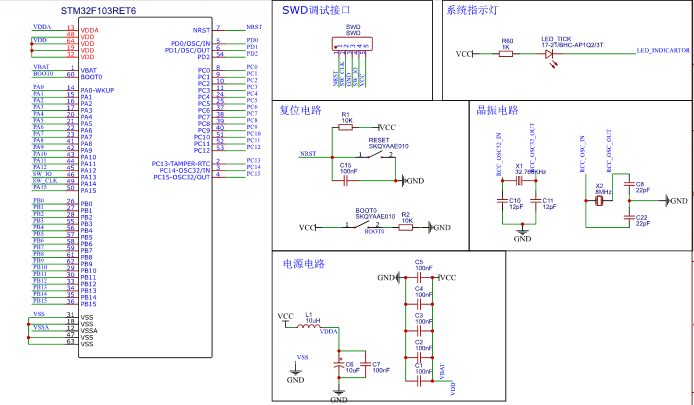 STM32F103RET6
VDDA 13 VDDA NRST 7 NRST
48 VDD
VDD 64 VDD PD0/OSC/IN 5 PD0
19 VDD PD1/OSC/OUT 6 PD1
32 VDD PD2 54 PD2
VBAT 1 VBAT PC0 8 PC0
BOOT0 60 BOOT0 PC1 9 PC1
PC2 10 PC2
PA0 14 PA0-WKUP PC3 11 PC3
PA1 15 PA1 PC4 24 PC4
PA2 16 PA2 PC5 25 PC5
PA3 17 PA3 PC6 37 PC6
PA4 20 PA4 PC7 38 PC7
PA5 21 PA5 PC8 39 PC8
PA6 22 PA6 PC9 40 PC9
PA7 23 PA7 PC10 51 PC10
PA8 41 PA8 PC11 52 PC11
PA9 42 PA9 PC12 53 PC12
PA10 43 PA10
PA11 44 PA11 PC13-TAMPER-RTC 2 PC13
PA12 45 PA12 PC14-OSC32/IN 3 PC14
SW_IO 46 PA13 PC15-OSC32/OUT 4 PC15
SW_CLK 49 PA14
PA15 50 PA15
PB0 26 PB0
PB1 27 PB1
PB2 28 PB2
PB3 55 PB3
PB4 56 PB4
PB5 57 PB5
PB6 58 PB6
PB7 59 PB7
PB8 61 PB8
PB9 62 PB9
PB10 29 PB10
PB11 30 PB11
PB12 33 PB12
PB13 34 PB13
PB14 35 PB14
PB15 36 PB15
VSS 31 VSS
18 VSS
VSSA 12 VSSA
47 VSS
63 VSS
SWD调试接口
SWD
SWD
1 2 3 4 5
NRST
SW_CLK
GND
SW_IO
VCC
系统指示灯
VCC
R60
1K
LED_TICK
17-21/BHC-AP1Q2/3T
LED_INDICARTOR
复位电路
R1
10K
VCC
RESET
SKQYAAE010
NRST
1 2
C15
100nF
GND
BOOT0
SKQYAAE010
VCC
1 2
BOOT0
R2
10K
GND
晶振电路
RCC_OSC32_IN
RCC_OSC32_OUT
X1
32.768KHz
C10
12pF
C11
12pF
GND
RCC_OSC_IN
RCC_OSC_OUT
X2
8MHz
C8
22pF
GND
C22
22pF
电源电路
VCC
L1
10uH
VDDA
VSS
GND
C6
10uF
C7
100nF
GND
C5
100nF
GND
VCC
C4
100nF
C3
100nF
C2
100nF
C1
100nF
VBAT
VDD